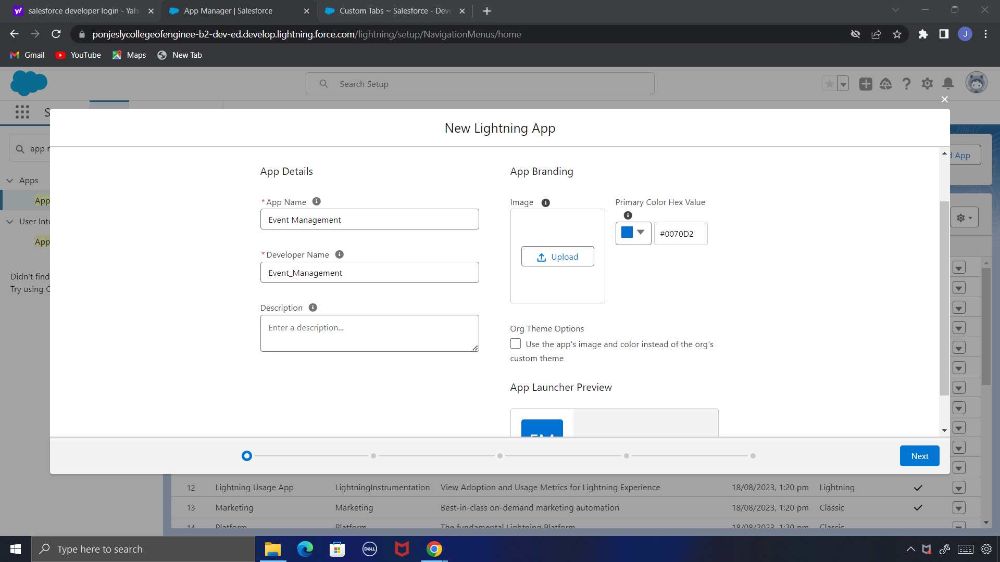 salesforce developer login - Yah
App Manager | Salesforce
Custom Tabs ~ Salesforce - Dev
ponjeslycollegeofenginee-b2-dev-ed.develop.lightning.force.com/lightning/setup/NavigationMenus/home
J
Gmail
YouTube
Maps
New Tab
Search Setup
S
New Lightning App
app
d App
App Details
App Branding
Apps
* App Name
Image
Primary Color Hex Value
App
Event Management
#0070D2
User Inte
App
* Developer Name
Upload
Event_Management
Didn't find
Try using G
Description
Enter a description...
Org Theme Options
Use the app's image and color instead of the org's
custom theme
App Launcher Preview
EM
Next
12 Lightning Usage App LightningInstrumentation View Adoption and Usage Metrics for Lightning Experience 18/08/2023, 1:20 pm Lightning
13 Marketing Marketing Best-in-class on-demand marketing automation 18/08/2023, 1:20 pm Classic
14 Platform Platform The fundamental Lightning Platform 18/08/2023, 1:20 pm Classic
Type here to search
DELL